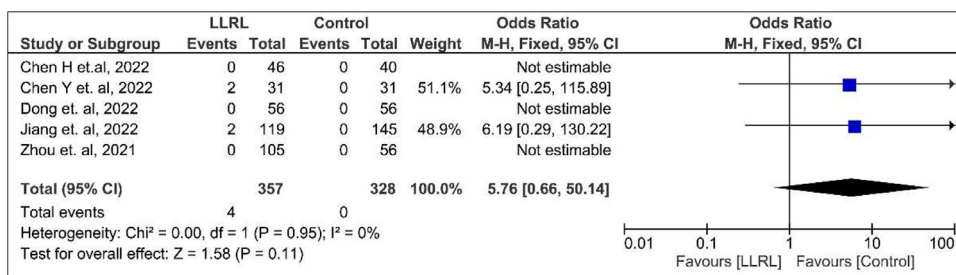 LLRL Control Odds Ratio Odds Ratio
Study or Subgroup Events Total Events Total Weight M-H, Fixed, 95% CI M-H, Fixed, 95% CI
Chen H et.al, 2022 0 46 0 40 Not estimable
Chen Y et. al, 2022 2 31 0 31 51.1% 5.34 [0.25, 115.89]
Dong et. al, 2022 0 56 0 56 Not estimable
Jiang et. al, 2022 2 119 0 145 48.9% 6.19 [0.29, 130.22]
Zhou et. al, 2021 0 105 0 56 Not estimable
Total (95% CI) 357 328 100.0% 5.76 [0.66, 50.14]
Total events 4 0
Heterogeneity: Chi² = 0.00, df = 1 (P = 0.95); I² = 0%
Test for overall effect: Z = 1.58 (P = 0.11)
0.01 0.1 1 10 100
Favours [LLRL] Favours [Control]